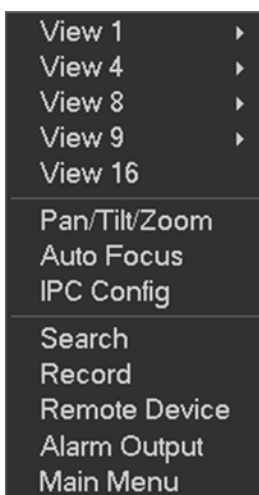 View 1
View 4
View 8
View 9
View 16
Pan/Tilt/Zoom
Auto Focus
IPC Config
Search
Record
Remote Device
Alarm Output
Main Menu